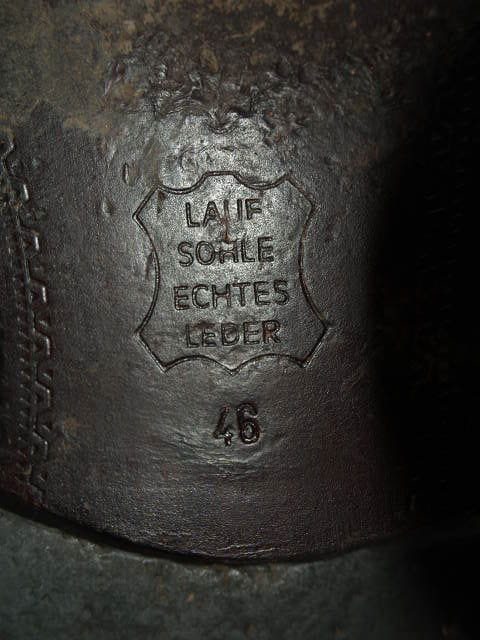 LAUF
SOHLE
ECHTES
LEDER
46